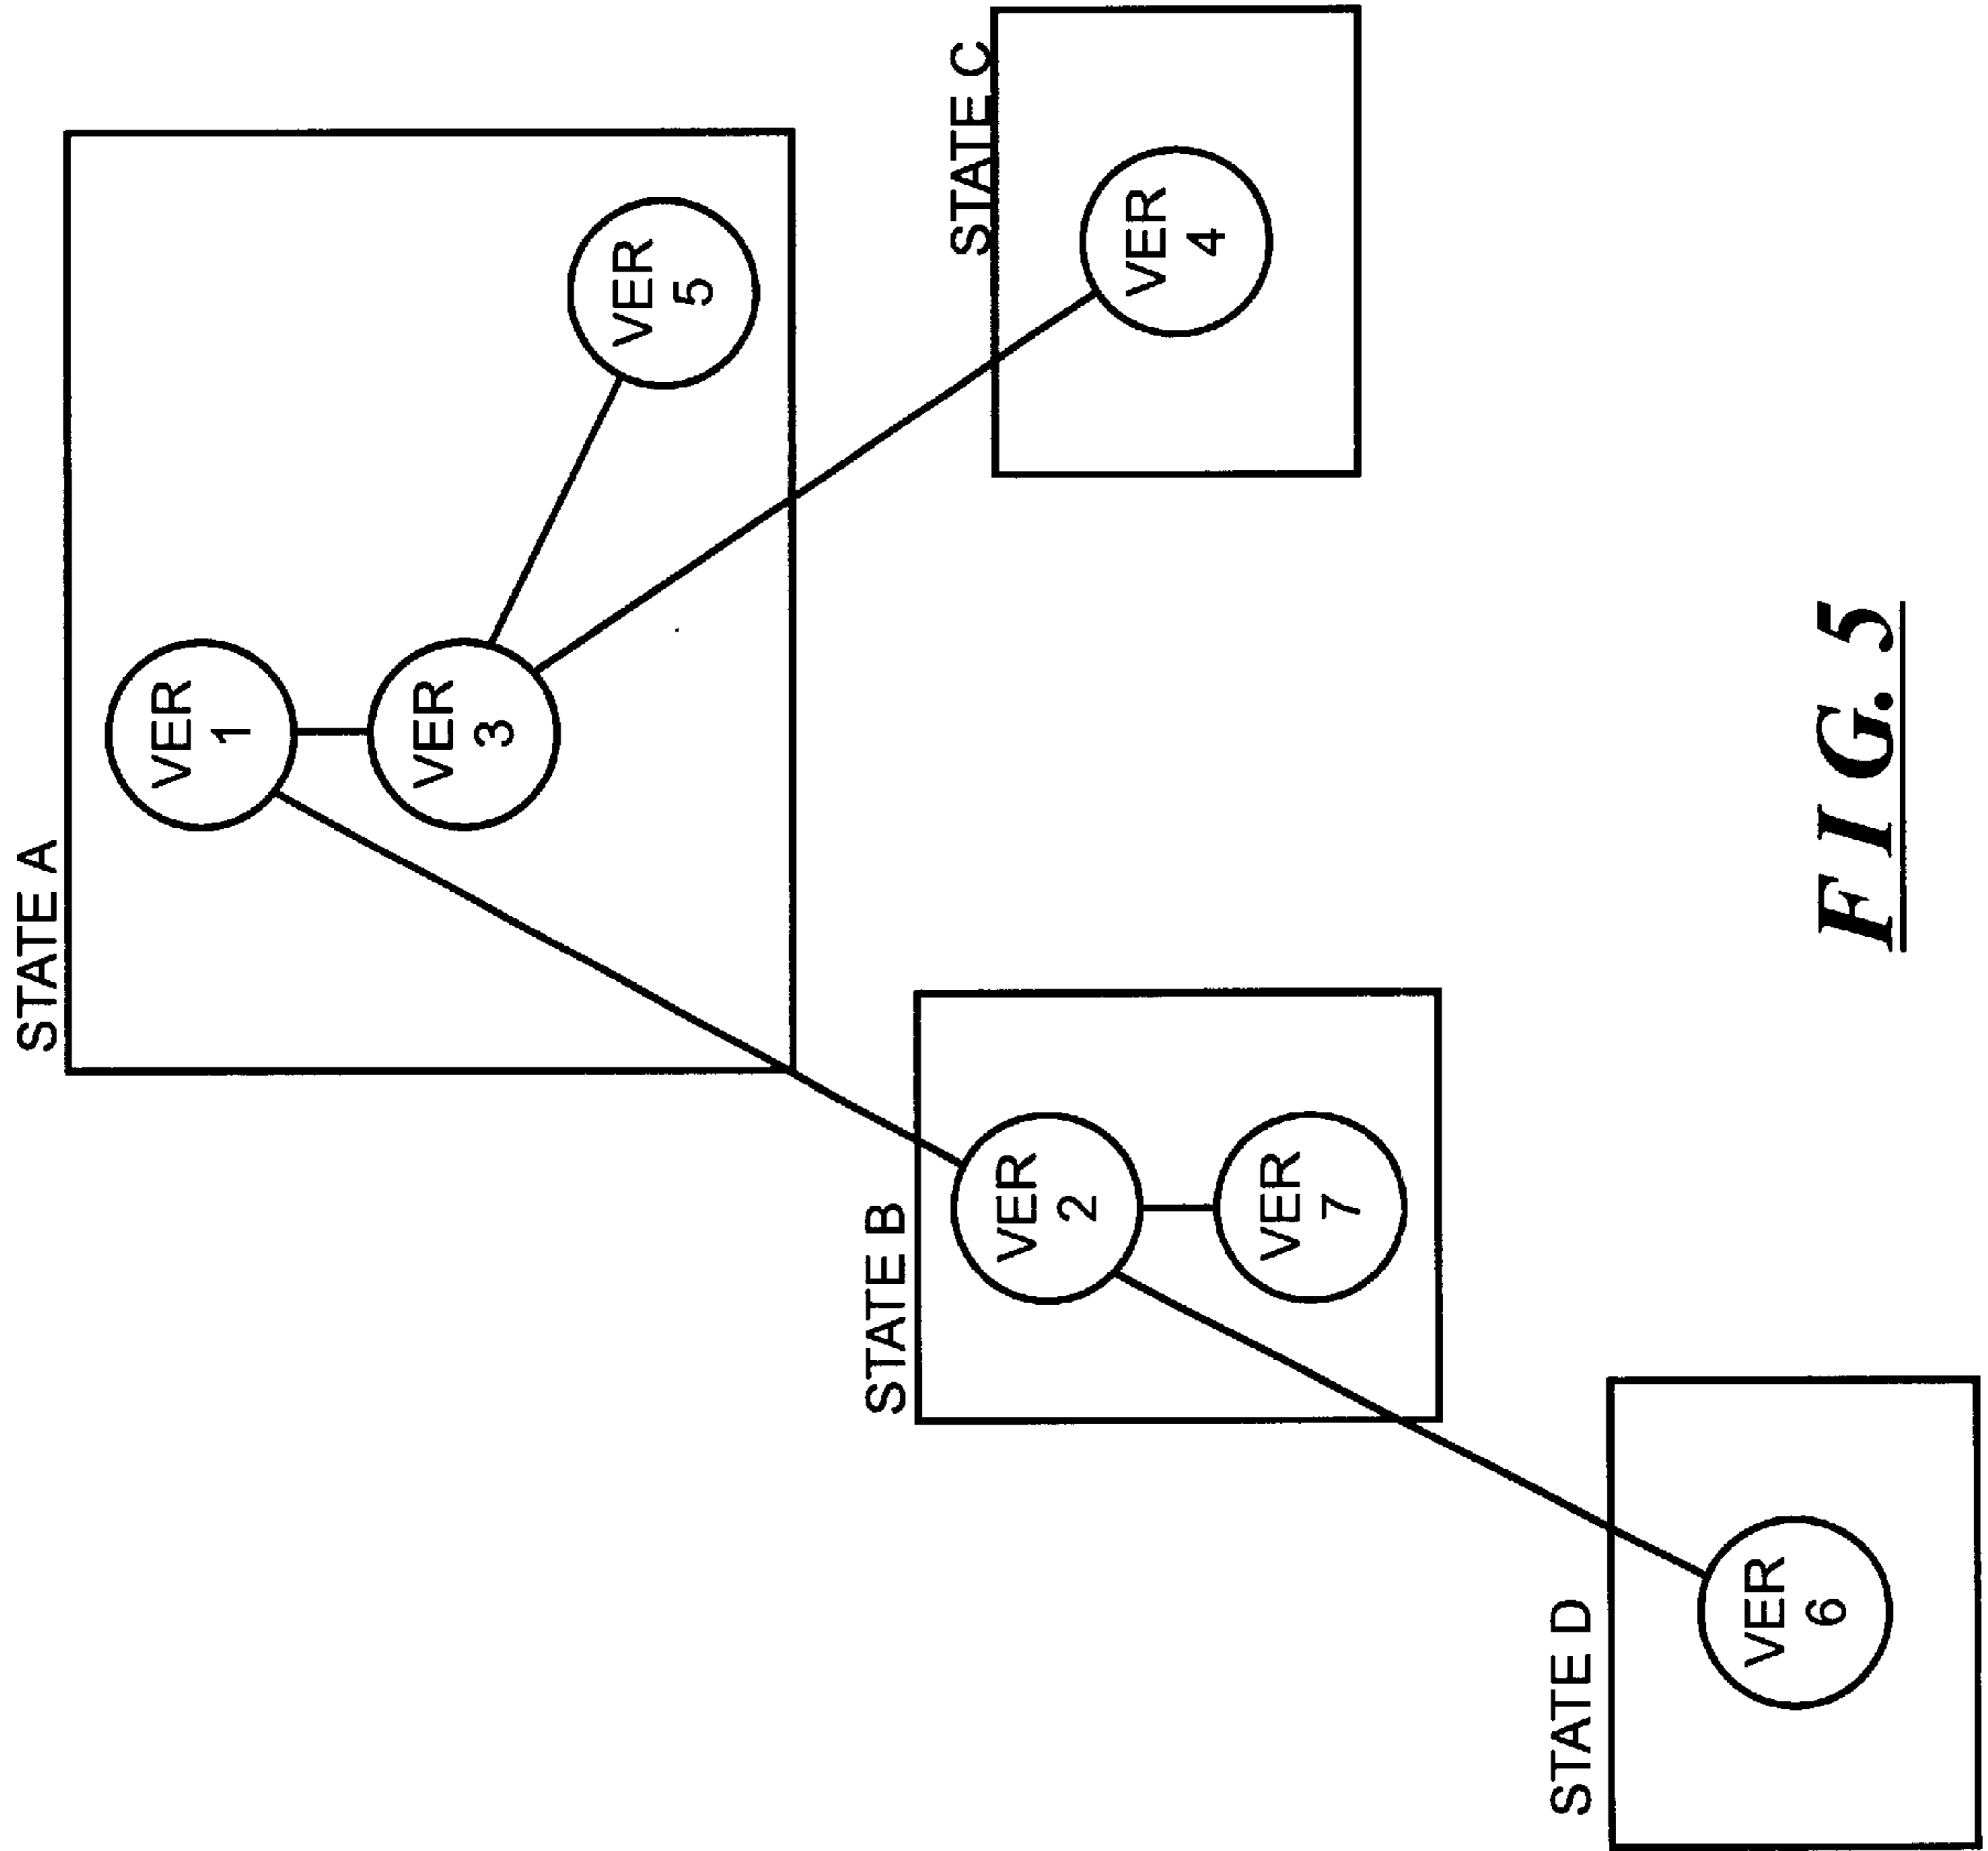 STATE A
VER
1
VER
3
VER
5
STATE B
VER
2
VER
7
STATE C
VER
4
STATE D
VER
6
FIG. 5